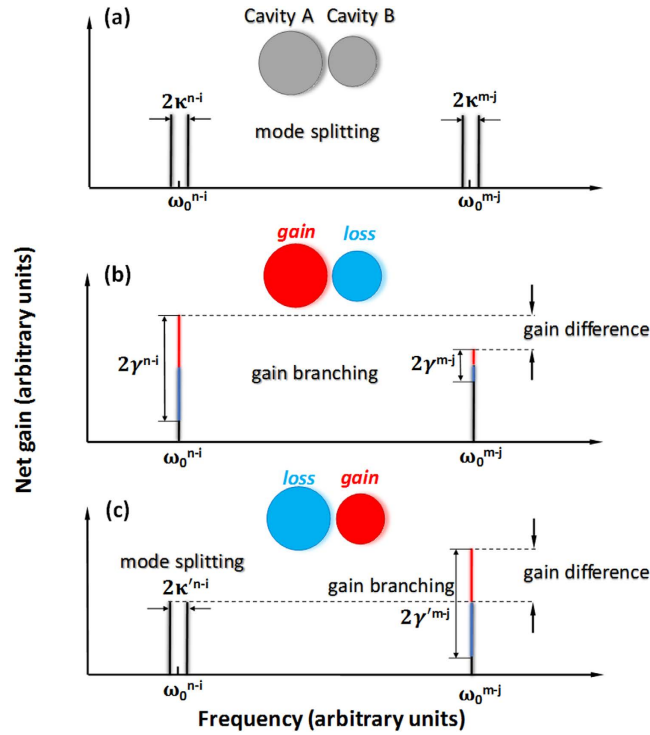 (a)
Cavity A Cavity B
2κⁿ⁻ⁱ
2κᵐ⁻ʲ
mode splitting
ω₀ⁿ⁻ⁱ
ω₀ᵐ⁻ʲ
gain loss
(b)
gain difference
2γⁿ⁻ⁱ
2γᵐ⁻ʲ
gain branching
ω₀ⁿ⁻ⁱ
ω₀ᵐ⁻ʲ
loss gain
(c)
mode splitting
gain branching
gain difference
2κ'ⁿ⁻ⁱ
2γ'ᵐ⁻ʲ
ω₀ⁿ⁻ⁱ
ω₀ᵐ⁻ʲ
Net gain (arbitrary units)
Frequency (arbitrary units)